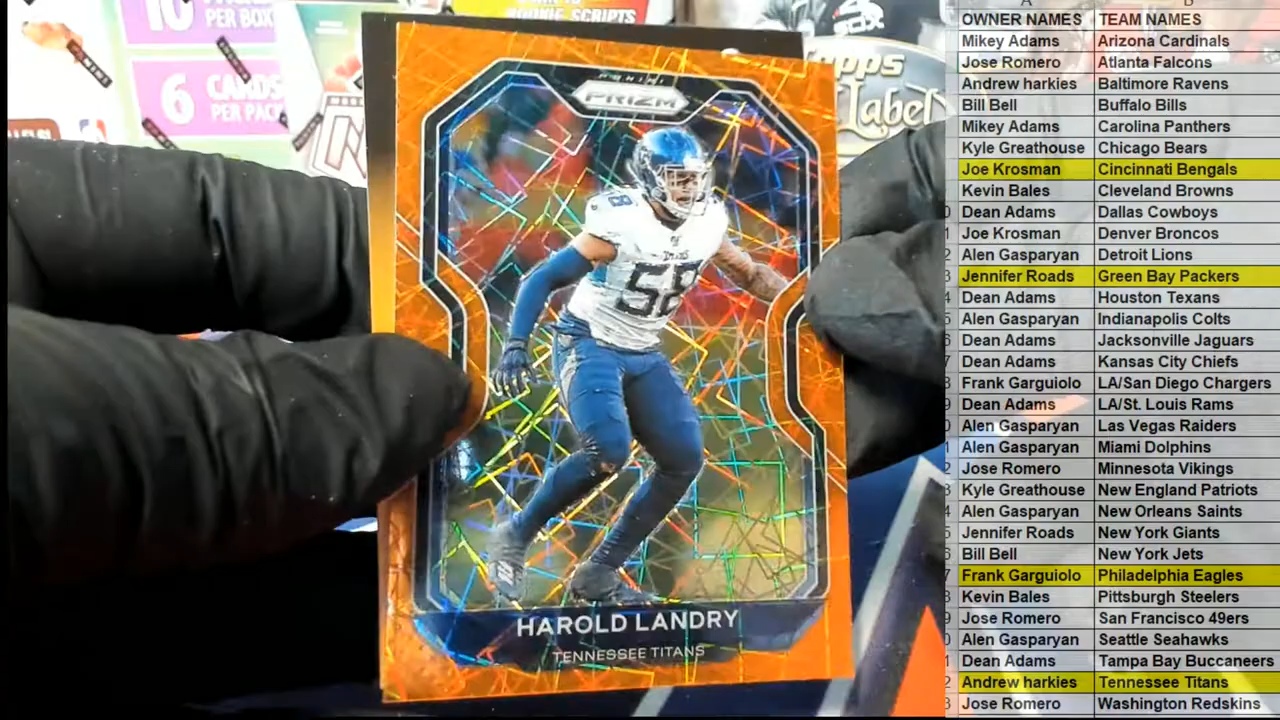 10
PER BOX
6 CARDS
PER PACK
ROOKIE, SCRIPTS
Label
PANINI
PRIZM
58
TITANS
58
HAROLD LANDRY
TENNESSEE TITANS
A B
OWNER NAMES TEAM NAMES
Mikey Adams Arizona Cardinals
Jose Romero Atlanta Falcons
Andrew harkies Baltimore Ravens
Bill Bell Buffalo Bills
Mikey Adams Carolina Panthers
Kyle Greathouse Chicago Bears
Joe Krosman Cincinnati Bengals
Kevin Bales Cleveland Browns
Dean Adams Dallas Cowboys
Joe Krosman Denver Broncos
Alen Gasparyan Detroit Lions
Jennifer Roads Green Bay Packers
Dean Adams Houston Texans
Alen Gasparyan Indianapolis Colts
Dean Adams Jacksonville Jaguars
Dean Adams Kansas City Chiefs
Frank Garguiolo LA/San Diego Chargers
Dean Adams LA/St. Louis Rams
Alen Gasparyan Las Vegas Raiders
Alen Gasparyan Miami Dolphins
Jose Romero Minnesota Vikings
Kyle Greathouse New England Patriots
Alen Gasparyan New Orleans Saints
Jennifer Roads New York Giants
Bill Bell New York Jets
Frank Garguiolo Philadelphia Eagles
Kevin Bales Pittsburgh Steelers
Jose Romero San Francisco 49ers
Alen Gasparyan Seattle Seahawks
Dean Adams Tampa Bay Buccaneers
Andrew harkies Tennessee Titans
Jose Romero Washington Redskins